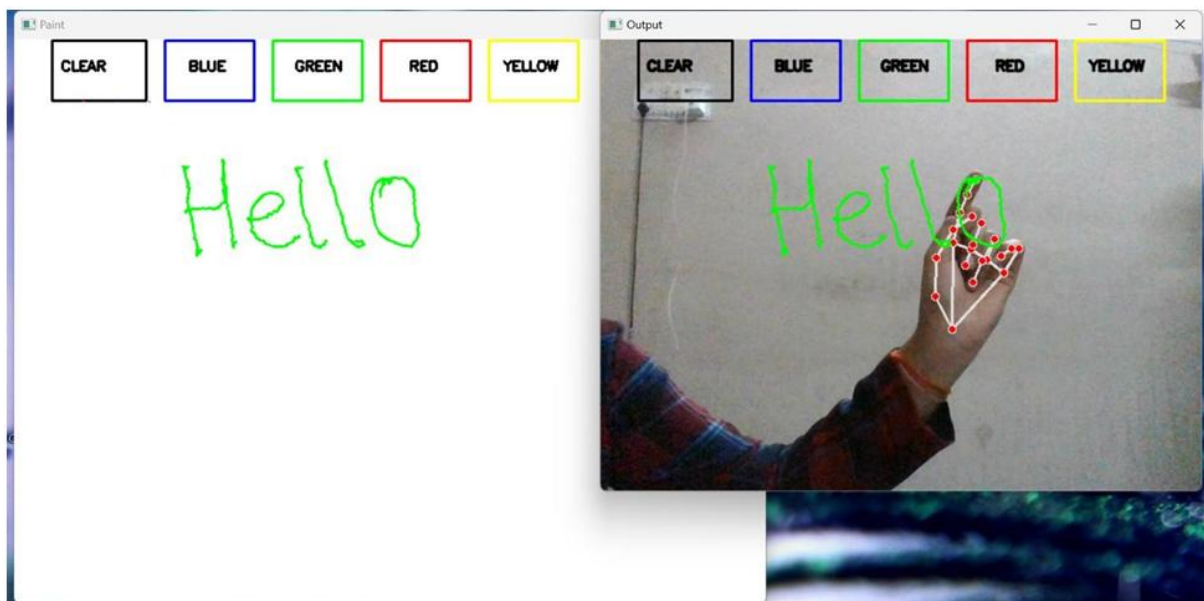 Paint
Output
CLEAR BLUE GREEN RED YELLOW
CLEAR BLUE GREEN RED YELLOW
Hello
Hello